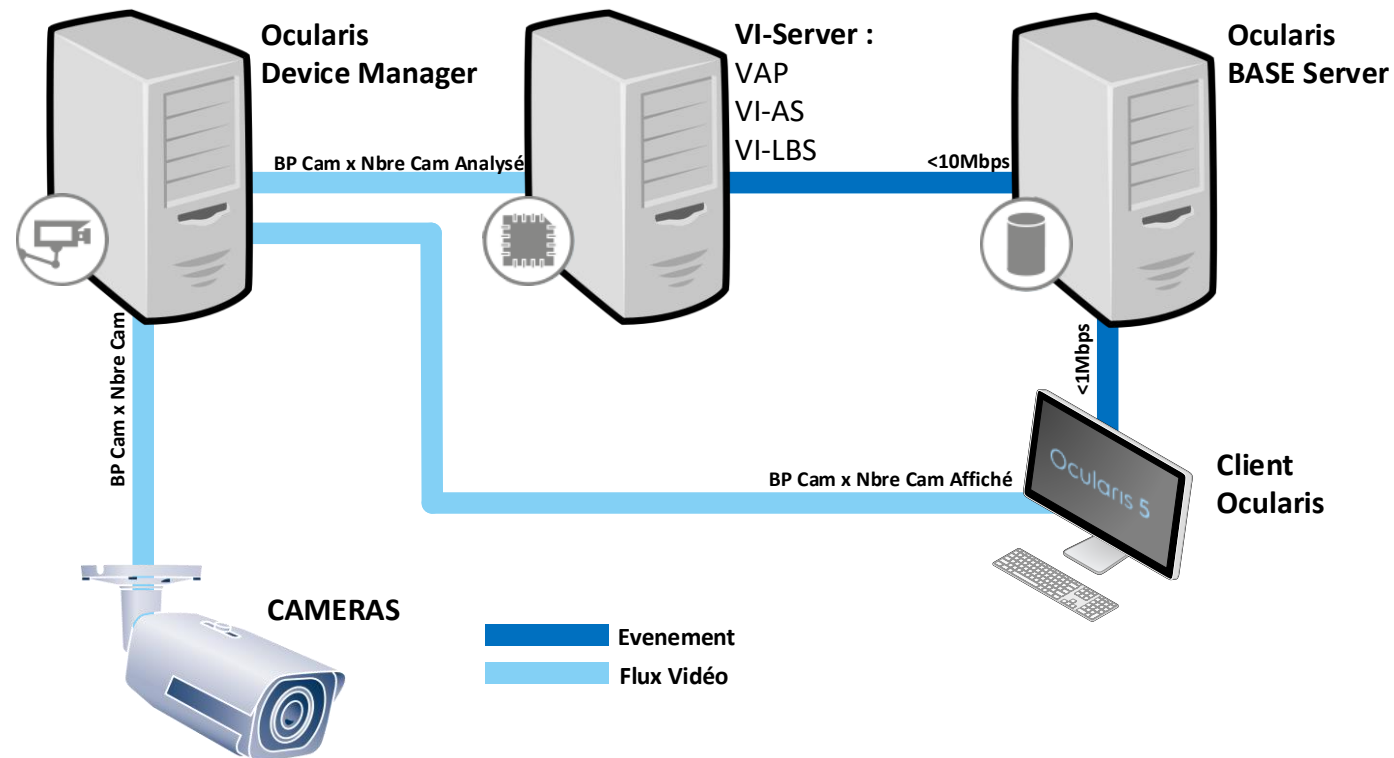 Ocularis
Device Manager
VI-Server :
VAP
VI-AS
VI-LBS
Ocularis
BASE Server
BP Cam x Nbre Cam Analysé
<10Mbps
BP Cam x Nbre Cam
<1Mbps
BP Cam x Nbre Cam Affiché
Ocularis 5
Client
Ocularis
CAMERAS
Evenement
Flux Vidéo